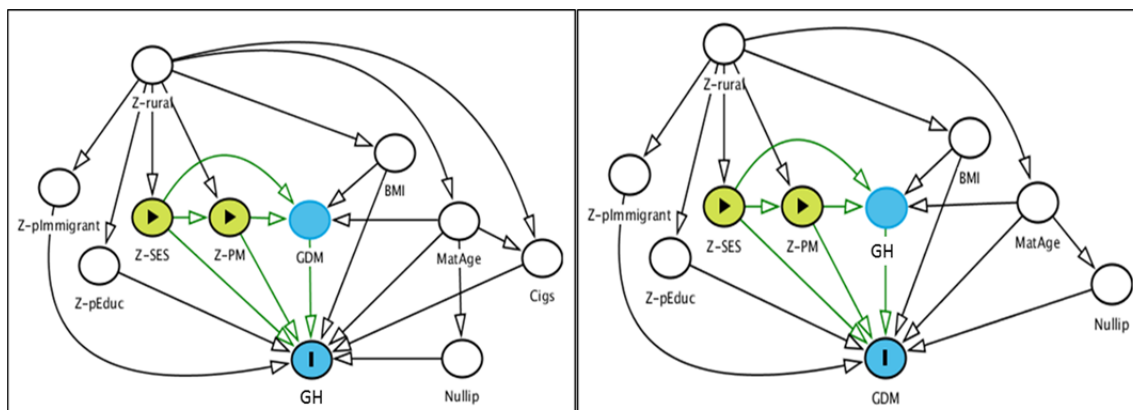 Z-rural
BMI
Z-pImmigrant
Z-SES
Z-PM
GDM
MatAge
Z-pEduc
Cigs
GH
Nullip
Z-rural
BMI
Z-pImmigrant
Z-SES
Z-PM
GH
MatAge
Z-pEduc
Nullip
GDM